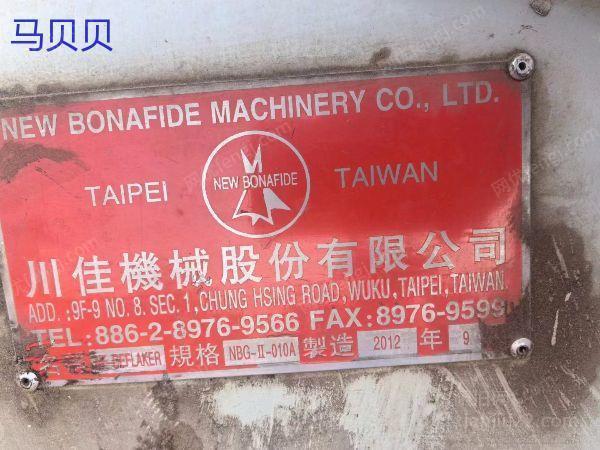 马贝贝
NEW BONAFIDE MACHINERY CO., LTD.
TAIPEI NEW BONAFIDE TAIWAN
川佳機械股份有限公司
ADD.:9F-9 NO. 8. SEC. 1, CHUNG HSING ROAD, WUKU, TAIPEI, TAIWAN.
TEL:886-2-8976-9566 FAX:8976-9599
DEFLAKER 規格 NBG-II-010A 製造 2012 年 9